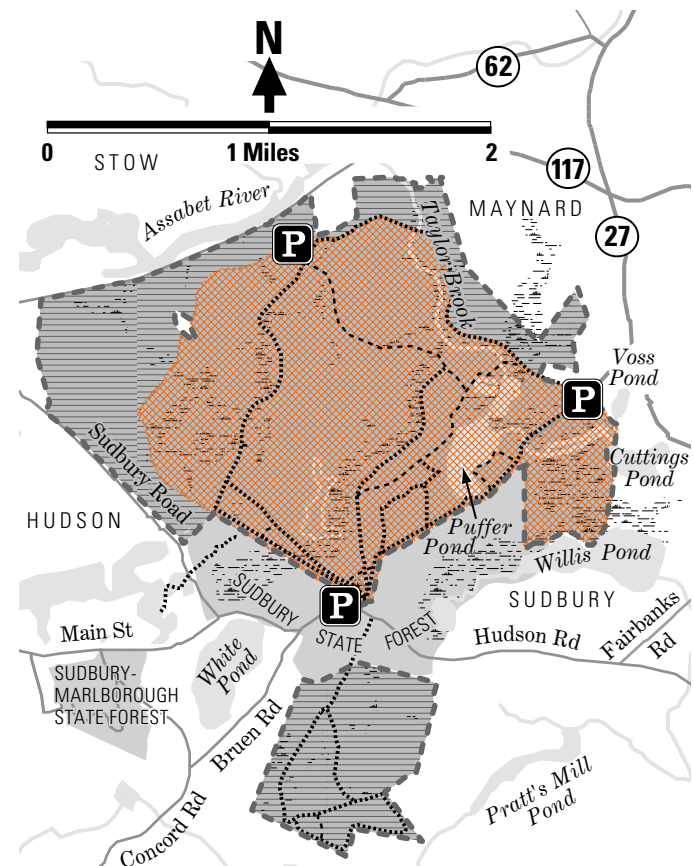 N
62
0
1 Miles
2
STOW
117
Assabet River
MAYNARD
Taylor Brook
P
27
Voss
Pond
P
Cuttings
Pond
Sudbury Road
HUDSON
Puffer
Pond
Willis Pond
SUDBURY
STATE
FOREST
P
SUDBURY
Main St
Hudson Rd
Fairbanks
Rd
White
Pond
SUDBURY-
MARLBOROUGH
STATE FOREST
Bruen Rd
Concord Rd
Pratt's Mill
Pond